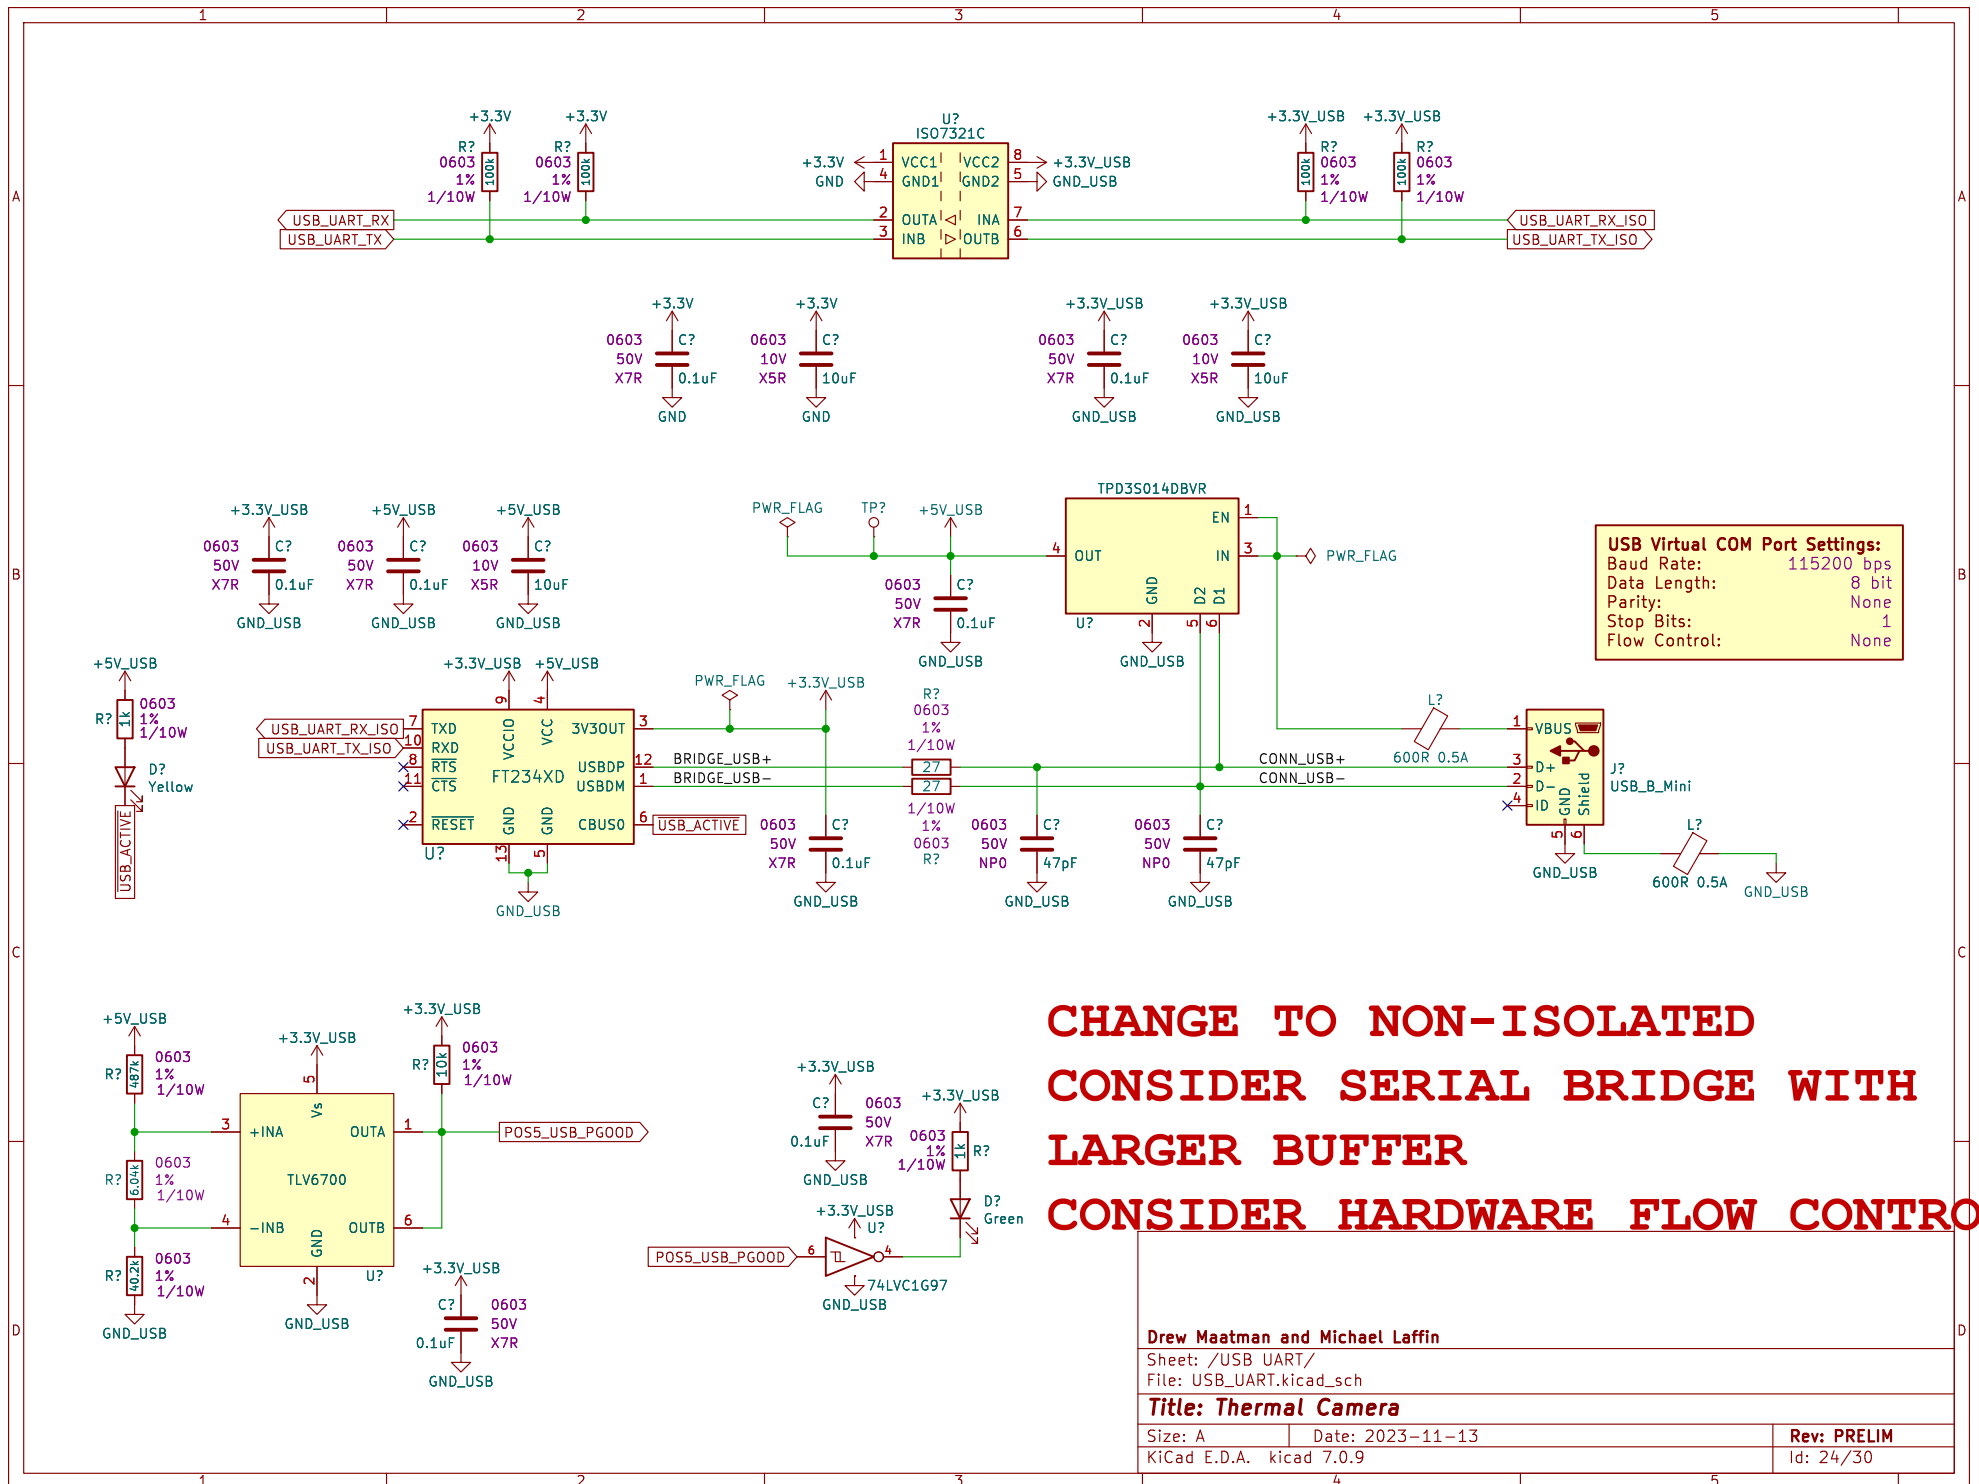 1 2 3 4 5
A
B
C
D
A
B
C
D
1 2 3 4 5
+3.3V
R?
0603
1%
1/10W
100k
+3.3V
R?
0603
1%
1/10W
100k
USB_UART_RX
USB_UART_TX
U?
ISO7321C
+3.3V 1 VCC1 VCC2 8 +3.3V_USB
GND 4 GND1 GND2 5 GND_USB
2 OUTA INA 7
3 INB OUTB 6
+3.3V_USB
R?
0603
1%
1/10W
100k
+3.3V_USB
R?
0603
1%
1/10W
100k
USB_UART_RX_ISO
USB_UART_TX_ISO
+3.3V
0603 C?
50V
X7R 0.1uF
GND
+3.3V
0603 C?
10V
X5R 10uF
GND
+3.3V_USB
0603 C?
50V
X7R 0.1uF
GND_USB
+3.3V_USB
0603 C?
10V
X5R 10uF
GND_USB
+3.3V_USB
0603 C?
50V
X7R 0.1uF
GND_USB
+5V_USB
0603 C?
50V
X7R 0.1uF
GND_USB
+5V_USB
0603 C?
10V
X5R 10uF
GND_USB
PWR_FLAG
TP?
+5V_USB
0603 C?
50V
X7R 0.1uF
GND_USB
TPD3S014DBVR
EN 1
4 OUT IN 3
GND D2 D1
2 5 6
U?
GND_USB
PWR_FLAG
USB Virtual COM Port Settings:
Baud Rate: 115200 bps
Data Length: 8 bit
Parity: None
Stop Bits: 1
Flow Control: None
+5V_USB
R? 1k
0603
1%
1/10W
D?
Yellow
USB_ACTIVE
+3.3V_USB +5V_USB
9 4
USB_UART_RX_ISO 7 TXD
USB_UART_TX_ISO 10 RXD
8 RTS
11 CTS
2 RESET
VCCIO VCC
3V3OUT 3
FT234XD
USBDP 12
USBDM 1
CBUS0 6
GND GND
U? 13 5
GND_USB
USB_ACTIVE
PWR_FLAG
+3.3V_USB
BRIDGE_USB+
BRIDGE_USB-
0603 C?
50V
X7R 0.1uF
GND_USB
R?
0603
1%
1/10W
27
27
1/10W
1%
0603
R?
0603 C?
50V
NP0 47pF
GND_USB
0603 C?
50V
NP0 47pF
GND_USB
CONN_USB+
CONN_USB-
L?
600R 0.5A
1 VBUS
3 D+
2 D-
4 ID
GND Shield
5 6
J?
USB_B_Mini
GND_USB
L?
600R 0.5A
GND_USB
+5V_USB
R? 487k
0603
1%
1/10W
R? 6.04k
0603
1%
1/10W
R? 40.2k
0603
1%
1/10W
GND_USB
+3.3V_USB
5
Vs
3 +INA OUTA 1
TLV6700
4 -INB OUTB 6
GND
2
U?
GND_USB
+3.3V_USB
R? 10k
0603
1%
1/10W
POS5_USB_PGOOD
+3.3V_USB
C? 0603
50V
0.1uF X7R
GND_USB
+3.3V_USB
C? 0603
50V
0.1uF X7R
GND_USB
+3.3V_USB
0603
1%
1/10W
1k R?
D?
Green
+3.3V_USB
U?
POS5_USB_PGOOD 6 4
74LVC1G97
GND_USB
CHANGE TO NON-ISOLATED
CONSIDER SERIAL BRIDGE WITH
LARGER BUFFER
CONSIDER HARDWARE FLOW CONTRO
Drew Maatman and Michael Laffin
Sheet: /USB UART/
File: USB_UART.kicad_sch
Title: Thermal Camera
Size: A Date: 2023-11-13 Rev: PRELIM
KiCad E.D.A. kicad 7.0.9 Id: 24/30